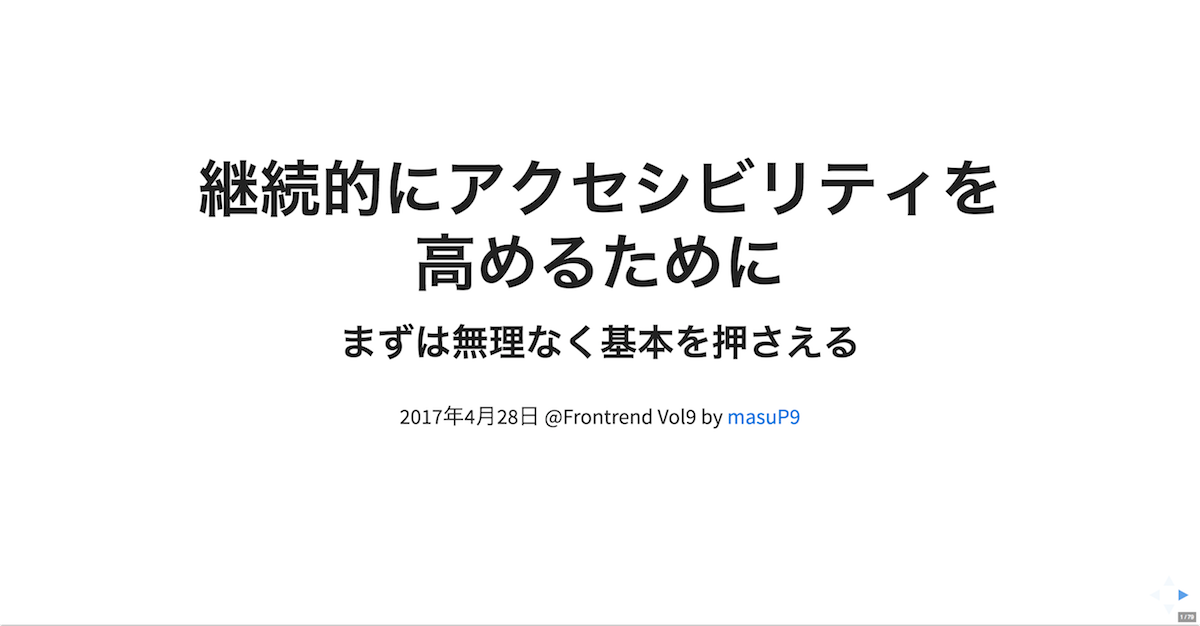 継続的にアクセシビリティを
高めるために
まずは無理なく基本を押さえる
2017年4月28日 @Frontrend Vol9 by masuP9
1 / 79